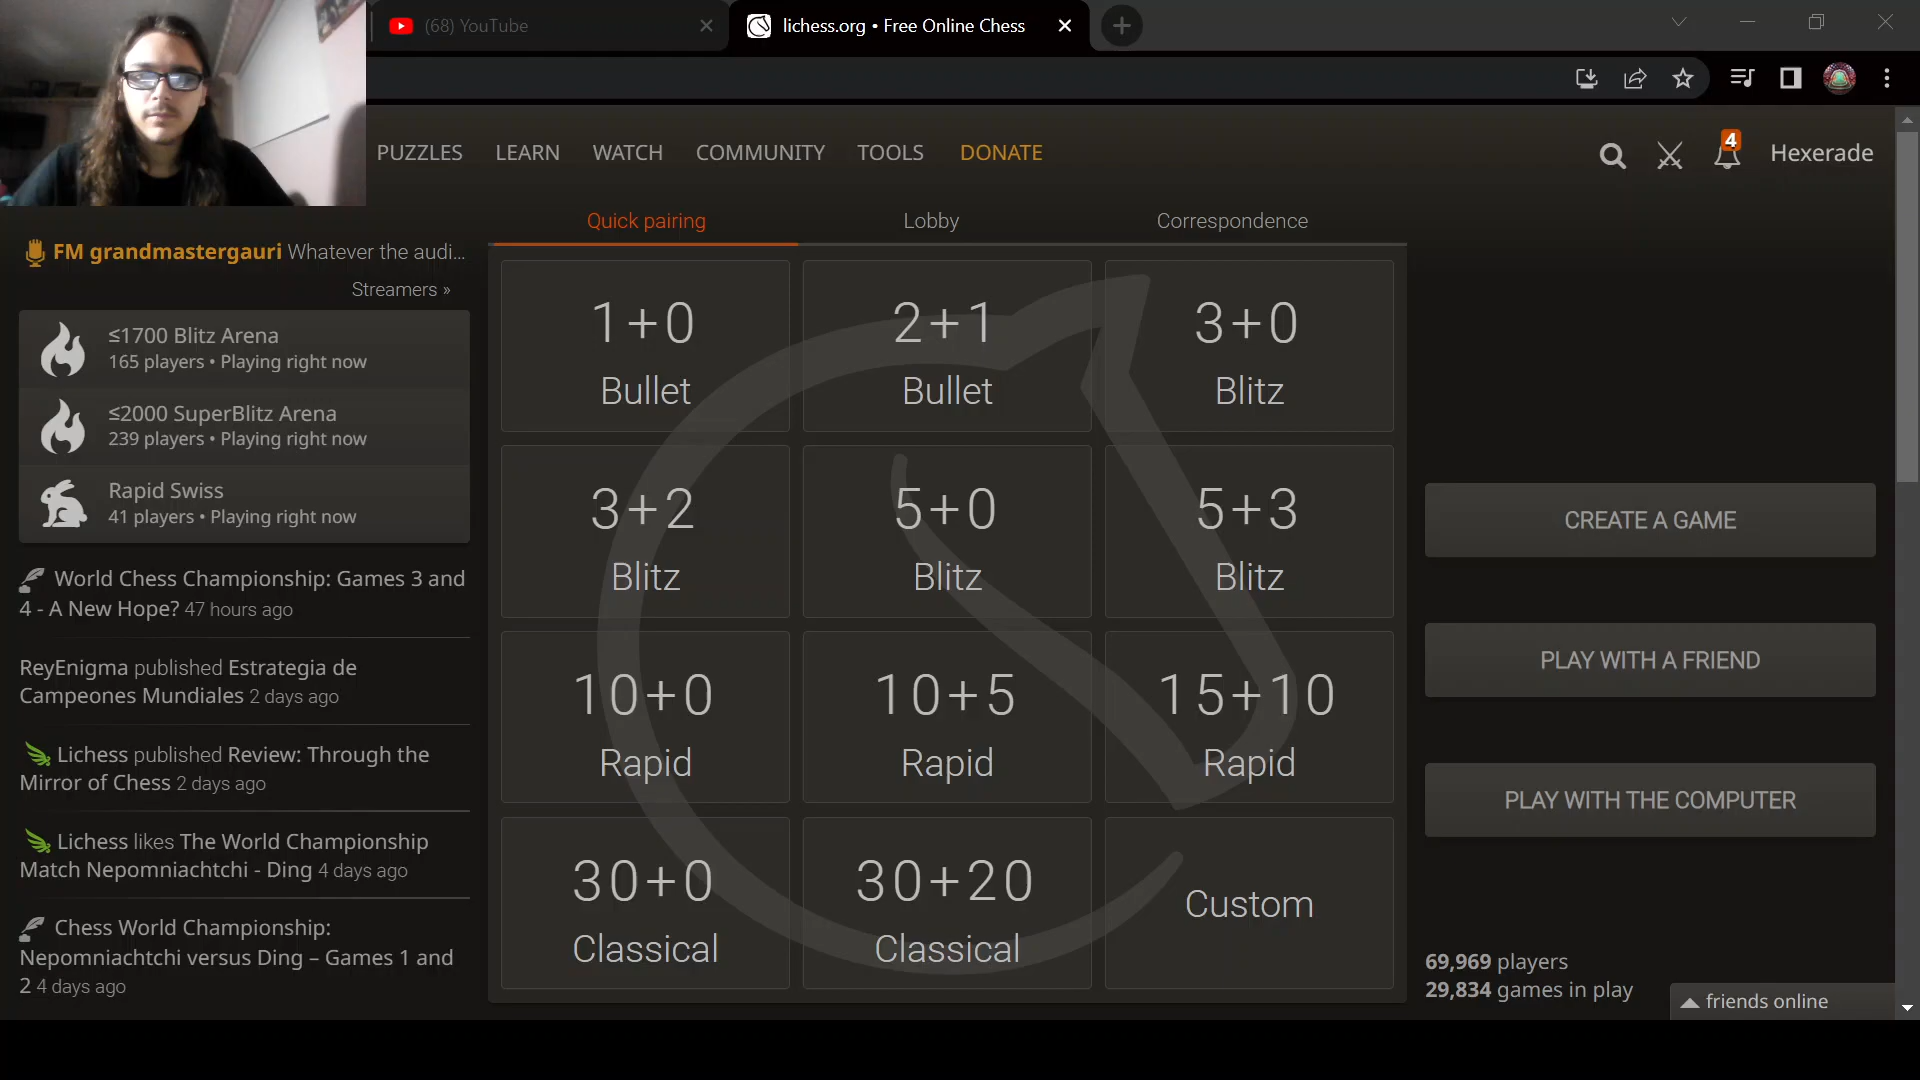 (68) YouTube
lichess.org • Free Online Chess
PUZZLES LEARN WATCH COMMUNITY TOOLS DONATE
4
Hexerade
FM grandmastergauri Whatever the audi...
Streamers »
≤1700 Blitz Arena
165 players • Playing right now
≤2000 SuperBlitz Arena
239 players • Playing right now
Rapid Swiss
41 players • Playing right now
World Chess Championship: Games 3 and
4 - A New Hope? 47 hours ago
ReyEnigma published Estrategia de
Campeones Mundiales 2 days ago
Lichess published Review: Through the
Mirror of Chess 2 days ago
Lichess likes The World Championship
Match Nepomniachtchi - Ding 4 days ago
Chess World Championship:
Nepomniachtchi versus Ding – Games 1 and
2 4 days ago
Quick pairing Lobby Correspondence
1+0 2+1 3+0
Bullet Bullet Blitz
3+2 5+0 5+3
Blitz Blitz Blitz
10+0 10+5 15+10
Rapid Rapid Rapid
30+0 30+20
Custom
Classical Classical
CREATE A GAME
PLAY WITH A FRIEND
PLAY WITH THE COMPUTER
69,969 players
29,834 games in play
friends online